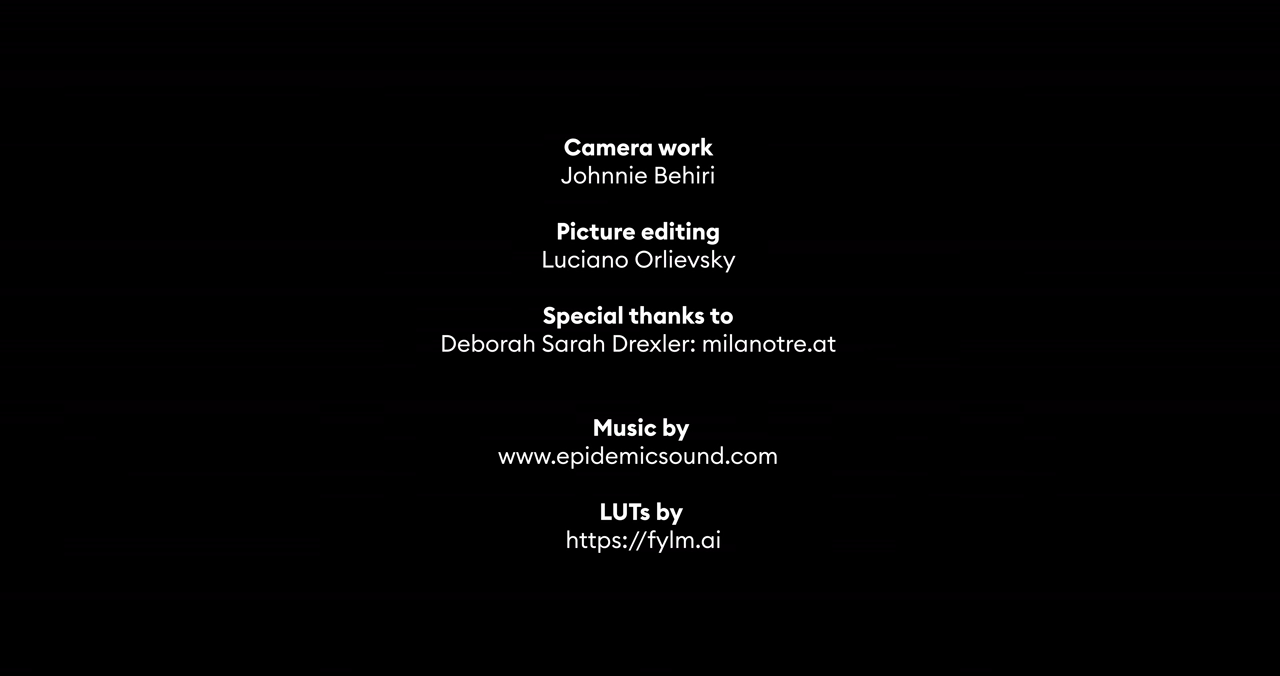 Camera work
Johnnie Behiri
Picture editing
Luciano Orlievsky
Special thanks to
Deborah Sarah Drexler: milanotre.at
Music by
www.epidemicsound.com
LUTs by
https://fylm.ai